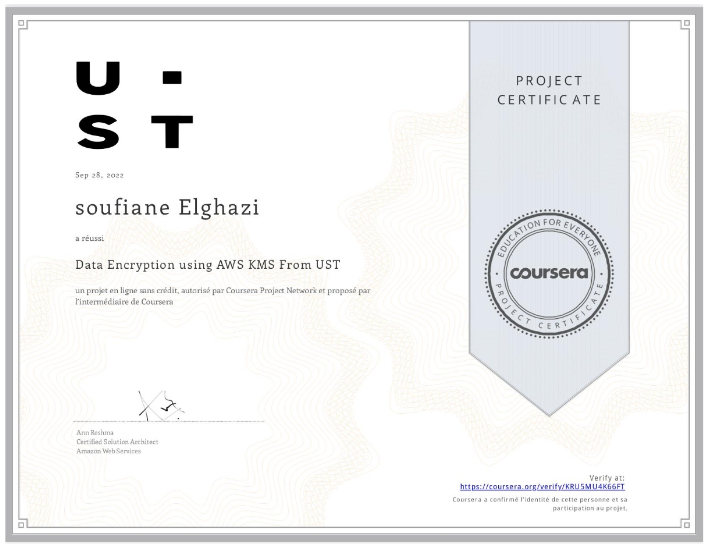 U ·
S T
PROJECT
CERTIFICATE
Sep 28, 2022
soufiane Elghazi
a réussi
Data Encryption using AWS KMS From UST
un projet en ligne sans crédit, autorisé par Coursera Project Network et proposé par
l'intermédiaire de Coursera
EDUCATION FOR EVERYONE
coursera
PROJECT CERTIFICATE
Ann Reshma
Certified Solution Architect
Amazon Web Services
Verify at:
https://coursera.org/verify/KRU5MU4K66FT
Coursera a confirmé l'identité de cette personne et sa
participation au projet.